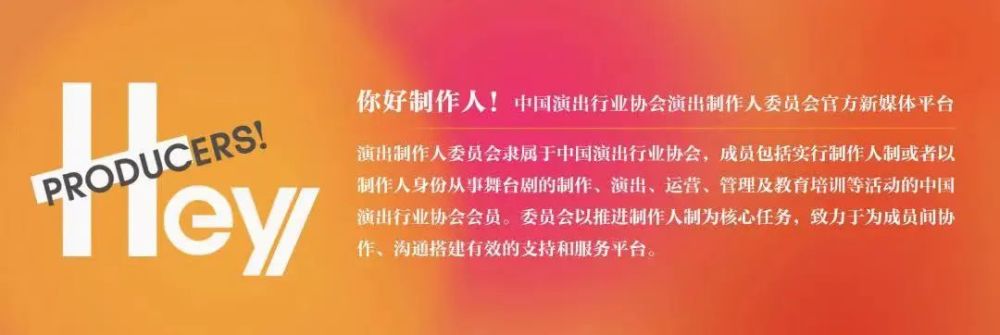 Hey
PRODUCERS!
你好制作人！ 中国演出行业协会演出制作人委员会官方新媒体平台
演出制作人委员会隶属于中国演出行业协会，成员包括实行制作人制或者以
制作人身份从事舞台剧的制作、演出、运营、管理及教育培训等活动的中国
演出行业协会会员。委员会以推进制作人制为核心任务，致力于为成员间协
作、沟通搭建有效的支持和服务平台。